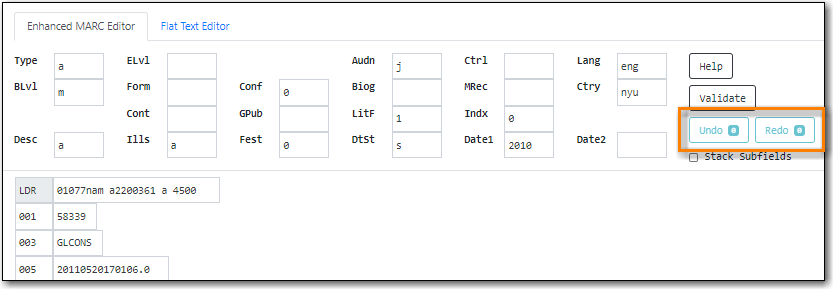 Enhanced MARC Editor Flat Text Editor
Type a ELvl Audn j Ctrl Lang eng Help
BLvl m Form Conf 0 Biog MRec Ctry nyu
Cont GPub LitF 1 Indx 0 Validate
Undo 0 Redo 0
Desc a Ills a Fest 0 DtSt s Date1 2010 Date2
Stack Subfields
LDR 01077nam a2200361 a 4500
001 58339
003 GLCONS
005 20110520170106.0